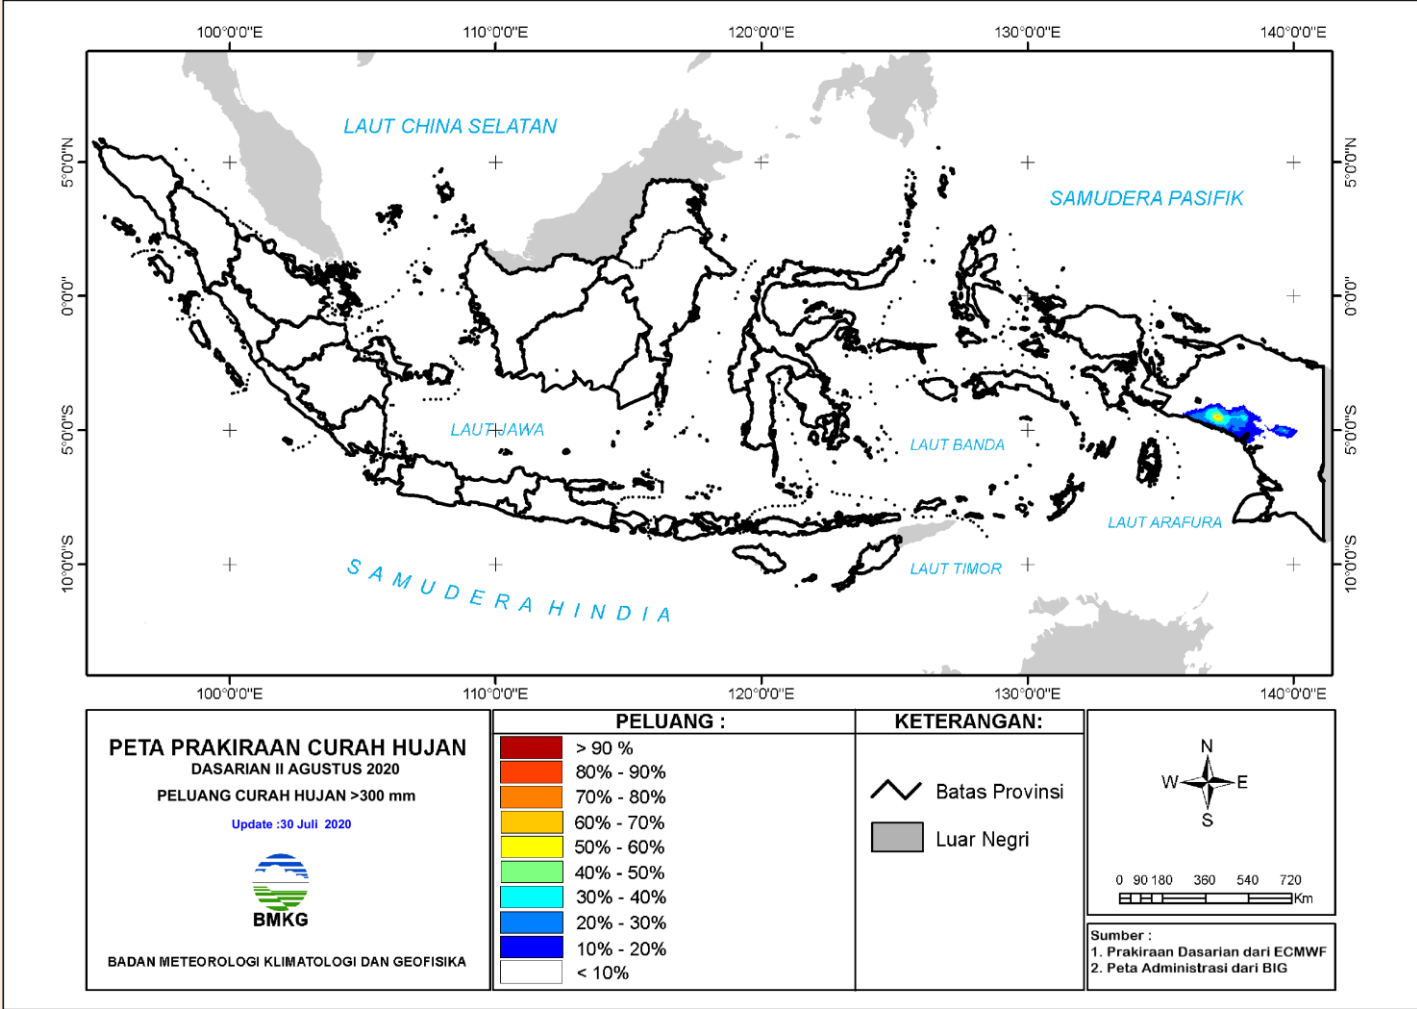 100°0'0"E 110°0'0"E 120°0'0"E 130°0'0"E 140°0'0"E
5°0'0"N
0°0'0"
5°0'0"S
10°0'0"S
LAUT CHINA SELATAN
SAMUDERA PASIFIK
LAUT JAWA
LAUT BANDA
LAUT ARAFURA
LAUT TIMOR
SAMUDERA HINDIA
5°0'0"N
0°0'0"
5°0'0"S
10°0'0"S
100°0'0"E 110°0'0"E 120°0'0"E 130°0'0"E 140°0'0"E
PETA PRAKIRAAN CURAH HUJAN
DASARIAN II AGUSTUS 2020
PELUANG CURAH HUJAN >300 mm
Update :30 Juli 2020
BMKG
BADAN METEOROLOGI KLIMATOLOGI DAN GEOFISIKA
PELUANG :
> 90 %
80% - 90%
70% - 80%
60% - 70%
50% - 60%
40% - 50%
30% - 40%
20% - 30%
10% - 20%
< 10%
KETERANGAN:
Batas Provinsi
Luar Negri
N
W E
S
0 90 180 360 540 720
Km
Sumber :
1. Prakiraan Dasarian dari ECMWF
2. Peta Administrasi dari BIG